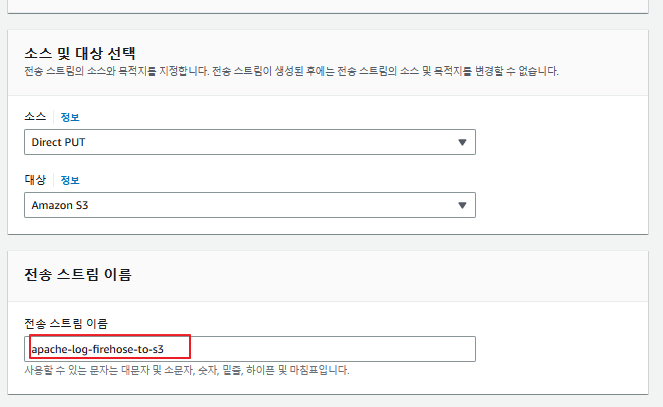 소스 및 대상 선택
전송 스트림의 소스와 목적지를 지정합니다. 전송 스트림이 생성된 후에는 전송 스트림의 소스 및 목적지를 변경할 수 없습니다.
소스 정보
Direct PUT
대상 정보
Amazon S3
전송 스트림 이름
전송 스트림 이름
apache-log-firehose-to-s3
사용할 수 있는 문자는 대문자 및 소문자, 숫자, 밑줄, 하이픈 및 마침표입니다.